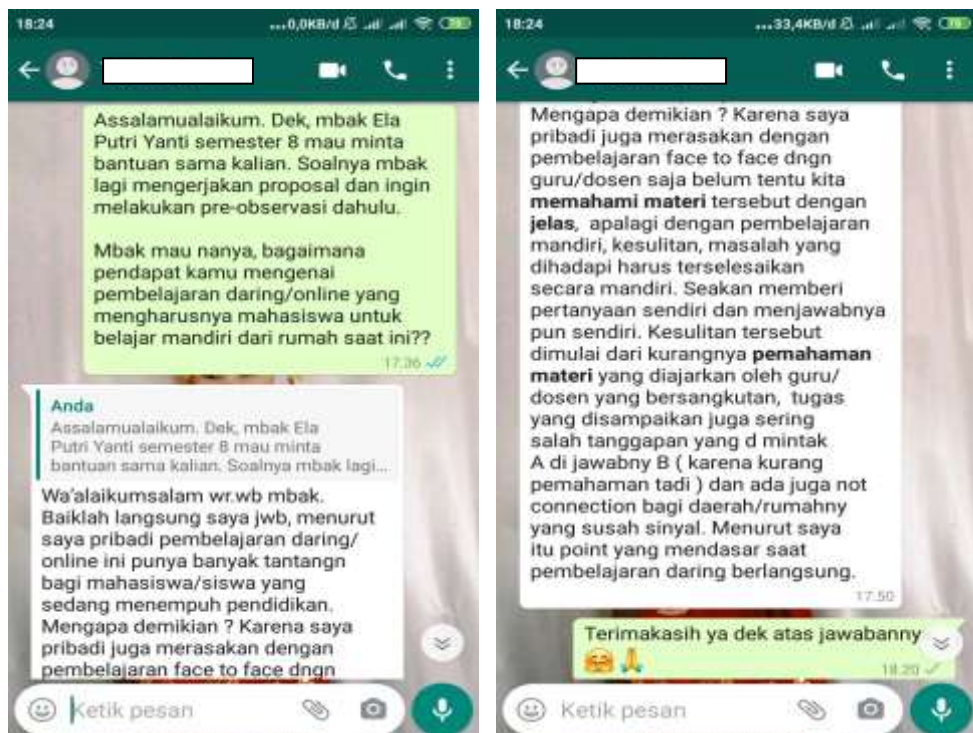 18:24
...0,0KB/d
78
Assalamualaikum. Dek, mbak Ela
Putri Yanti semester 8 mau minta
bantuan sama kalian. Soalnya mbak
lagi mengerjakan proposal dan ingin
melakukan pre-observasi dahulu.
Mbak mau nanya, bagaimana
pendapat kamu mengenai
pembelajaran daring/online yang
mengharusnya mahasiswa untuk
belajar mandiri dari rumah saat ini??
17.36
Anda
Assalamualaikum. Dek, mbak Ela
Putri Yanti semester 8 mau minta
bantuan sama kalian. Soalnya mbak lagi...
Wa'alaikumsalam wr.wb mbak.
Baiklah langsung saya jwb, menurut
saya pribadi pembelajaran daring/
online ini punya banyak tantangn
bagi mahasiswa/siswa yang
sedang menempuh pendidikan.
Mengapa demikian ? Karena saya
pribadi juga merasakan dengan
pembelajaran face to face dngn
Ketik pesan
18:24
...33,4KB/d
78
Mengapa demikian ? Karena saya
pribadi juga merasakan dengan
pembelajaran face to face dngn
guru/dosen saja belum tentu kita
memahami materi tersebut dengan
jelas, apalagi dengan pembelajaran
mandiri, kesulitan, masalah yang
dihadapi harus terselesaikan
secara mandiri. Seakan memberi
pertanyaan sendiri dan menjawabnya
pun sendiri. Kesulitan tersebut
dimulai dari kurangnya pemahaman
materi yang diajarkan oleh guru/
dosen yang bersangkutan, tugas
yang disampaikan juga sering
salah tanggapan yang d mintak
A di jawabny B ( karena kurang
pemahaman tadi ) dan ada juga not
connection bagi daerah/rumahny
yang susah sinyal. Menurut saya
itu point yang mendasar saat
pembelajaran daring berlangsung.
17.50
Terimakasih ya dek atas jawabanny
🤗🙏
18.20
Ketik pesan